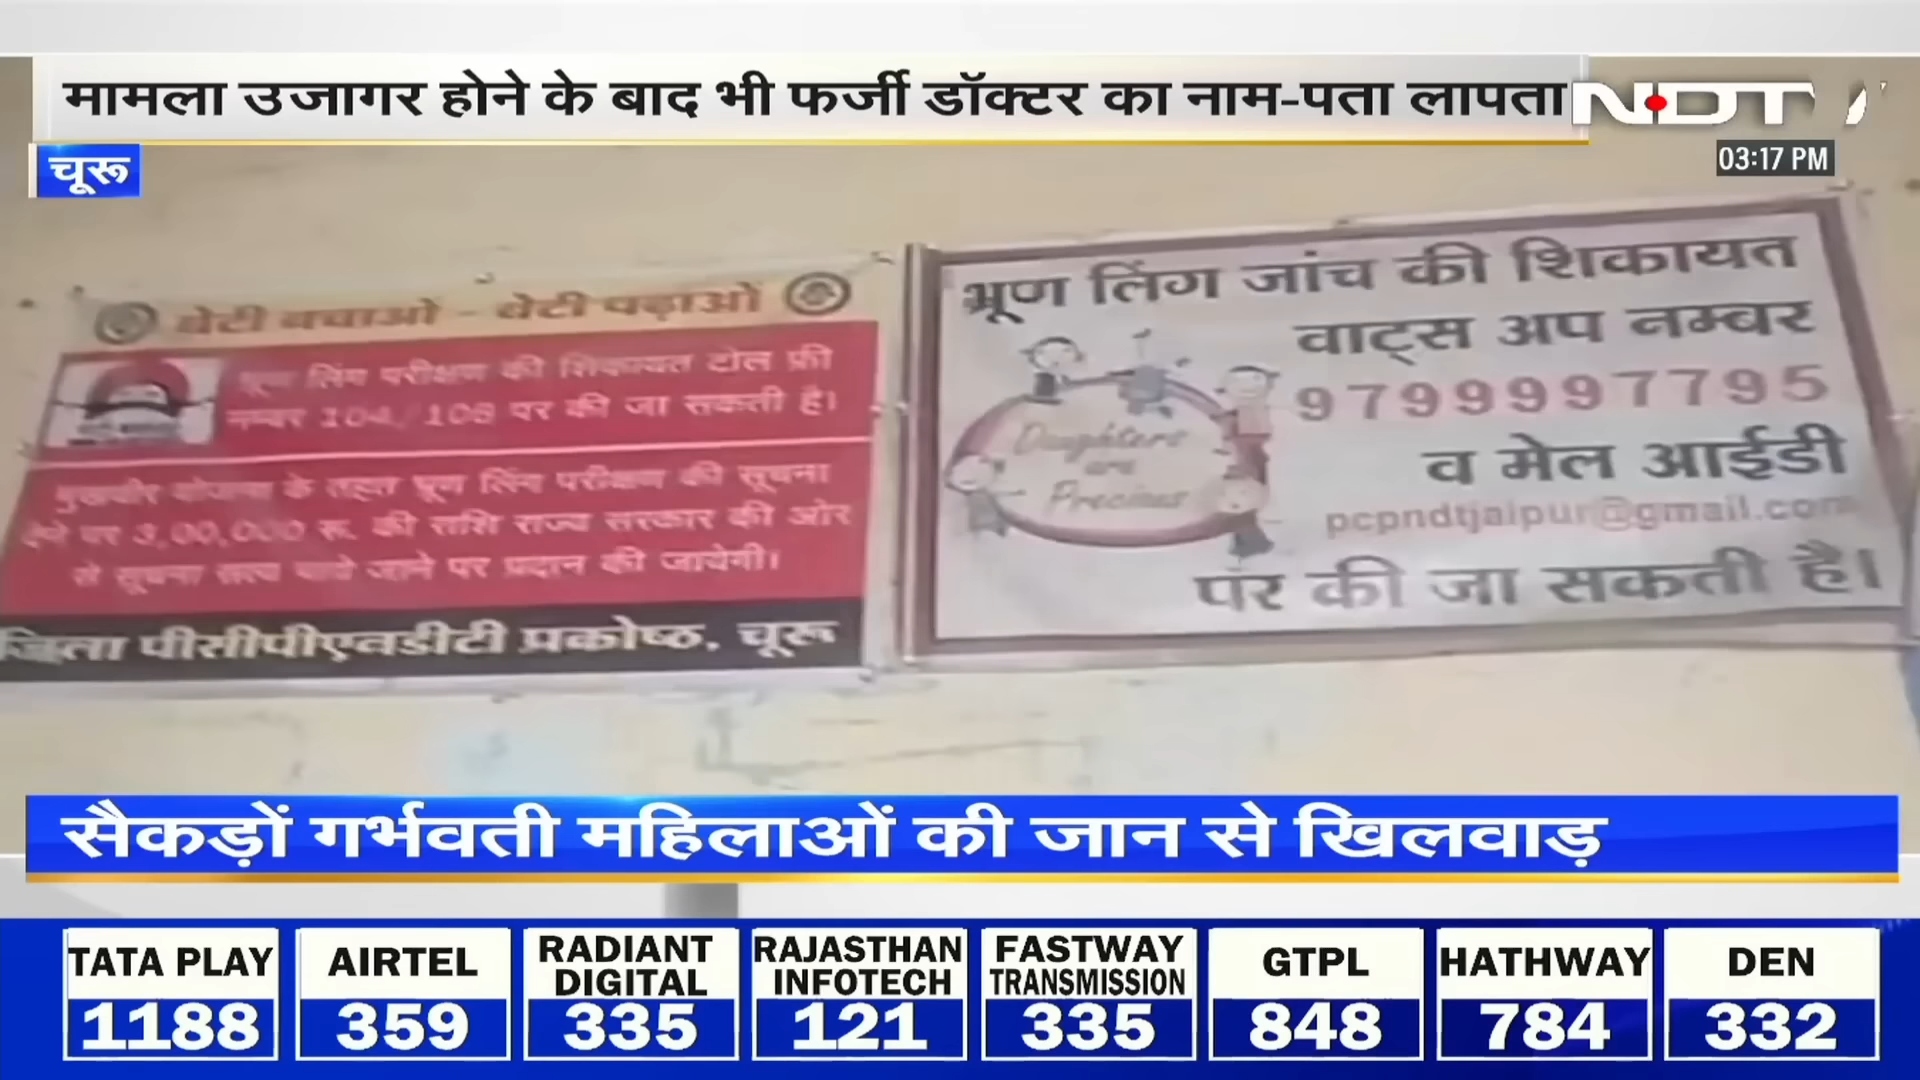 मामला उजागर होने के बाद भी फर्जी डॉक्टर का नाम-पता लापता
NDTV
03:17 PM
चूरू
बेटी बचाओ - बेटी पढ़ाओ
भ्रूण लिंग परीक्षण की शिकायत टोल फ्री
नम्बर 104/108 पर की जा सकती है।
मुखबीर योजना के तहत भ्रूण लिंग परीक्षण की सूचना
देने पर 3,00,000 रू. की राशि राज्य सरकार की ओर
से सूचना सत्य पाये जाने पर प्रदान की जायेगी।
जिला पीसीपीएनडीटी प्रकोष्ठ, चूरू
भ्रूण लिंग जांच की शिकायत
वाट्स अप नम्बर
9799997795
Daughters
are
Precious
व मेल आईडी
pcpndtjaipur@gmail.com
पर की जा सकती है।
सैकड़ों गर्भवती महिलाओं की जान से खिलवाड़
TATA PLAY
1188
AIRTEL
359
RADIANT
DIGITAL
335
RAJASTHAN
INFOTECH
121
FASTWAY
TRANSMISSION
335
GTPL
848
HATHWAY
784
DEN
332